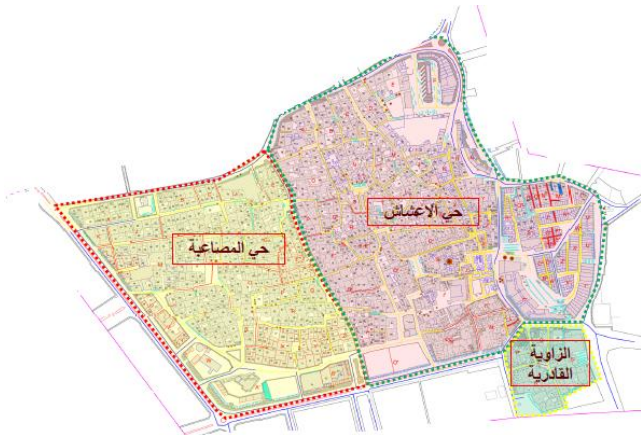 حي الاعشاش
حي المصاعبة
الزاوية
القادرية